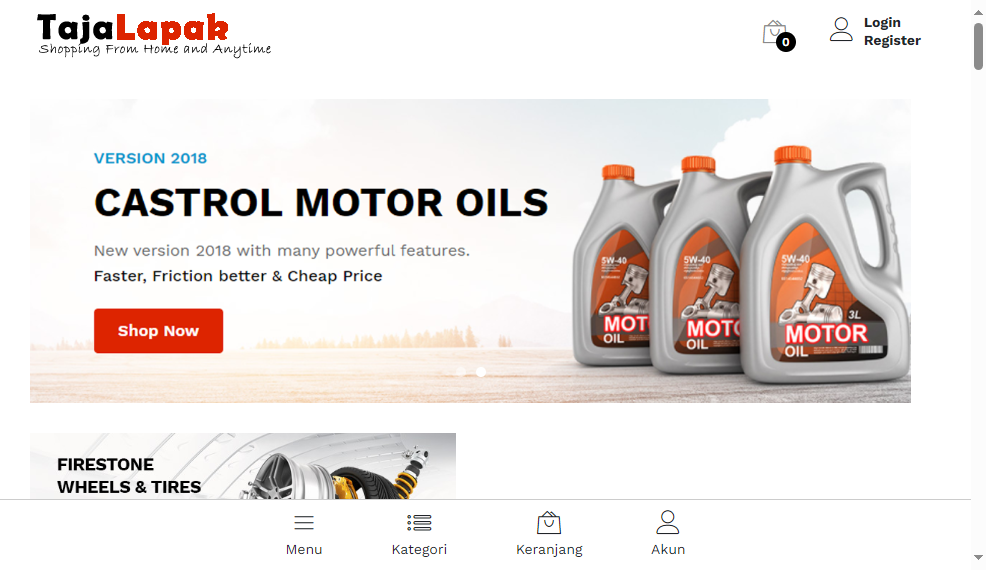 TajaLapak
Shopping From Home and Anytime
0
Login
Register
VERSION 2018
CASTROL MOTOR OILS
New version 2018 with many powerful features.
Faster, Friction better & Cheap Price
Shop Now
5W-40
5W-40
5W-40
3L
MOT
OIL
MOTO
OIL
MOTOR
OIL
FIRESTONE
WHEELS & TIRES
Menu
Kategori
Keranjang
Akun